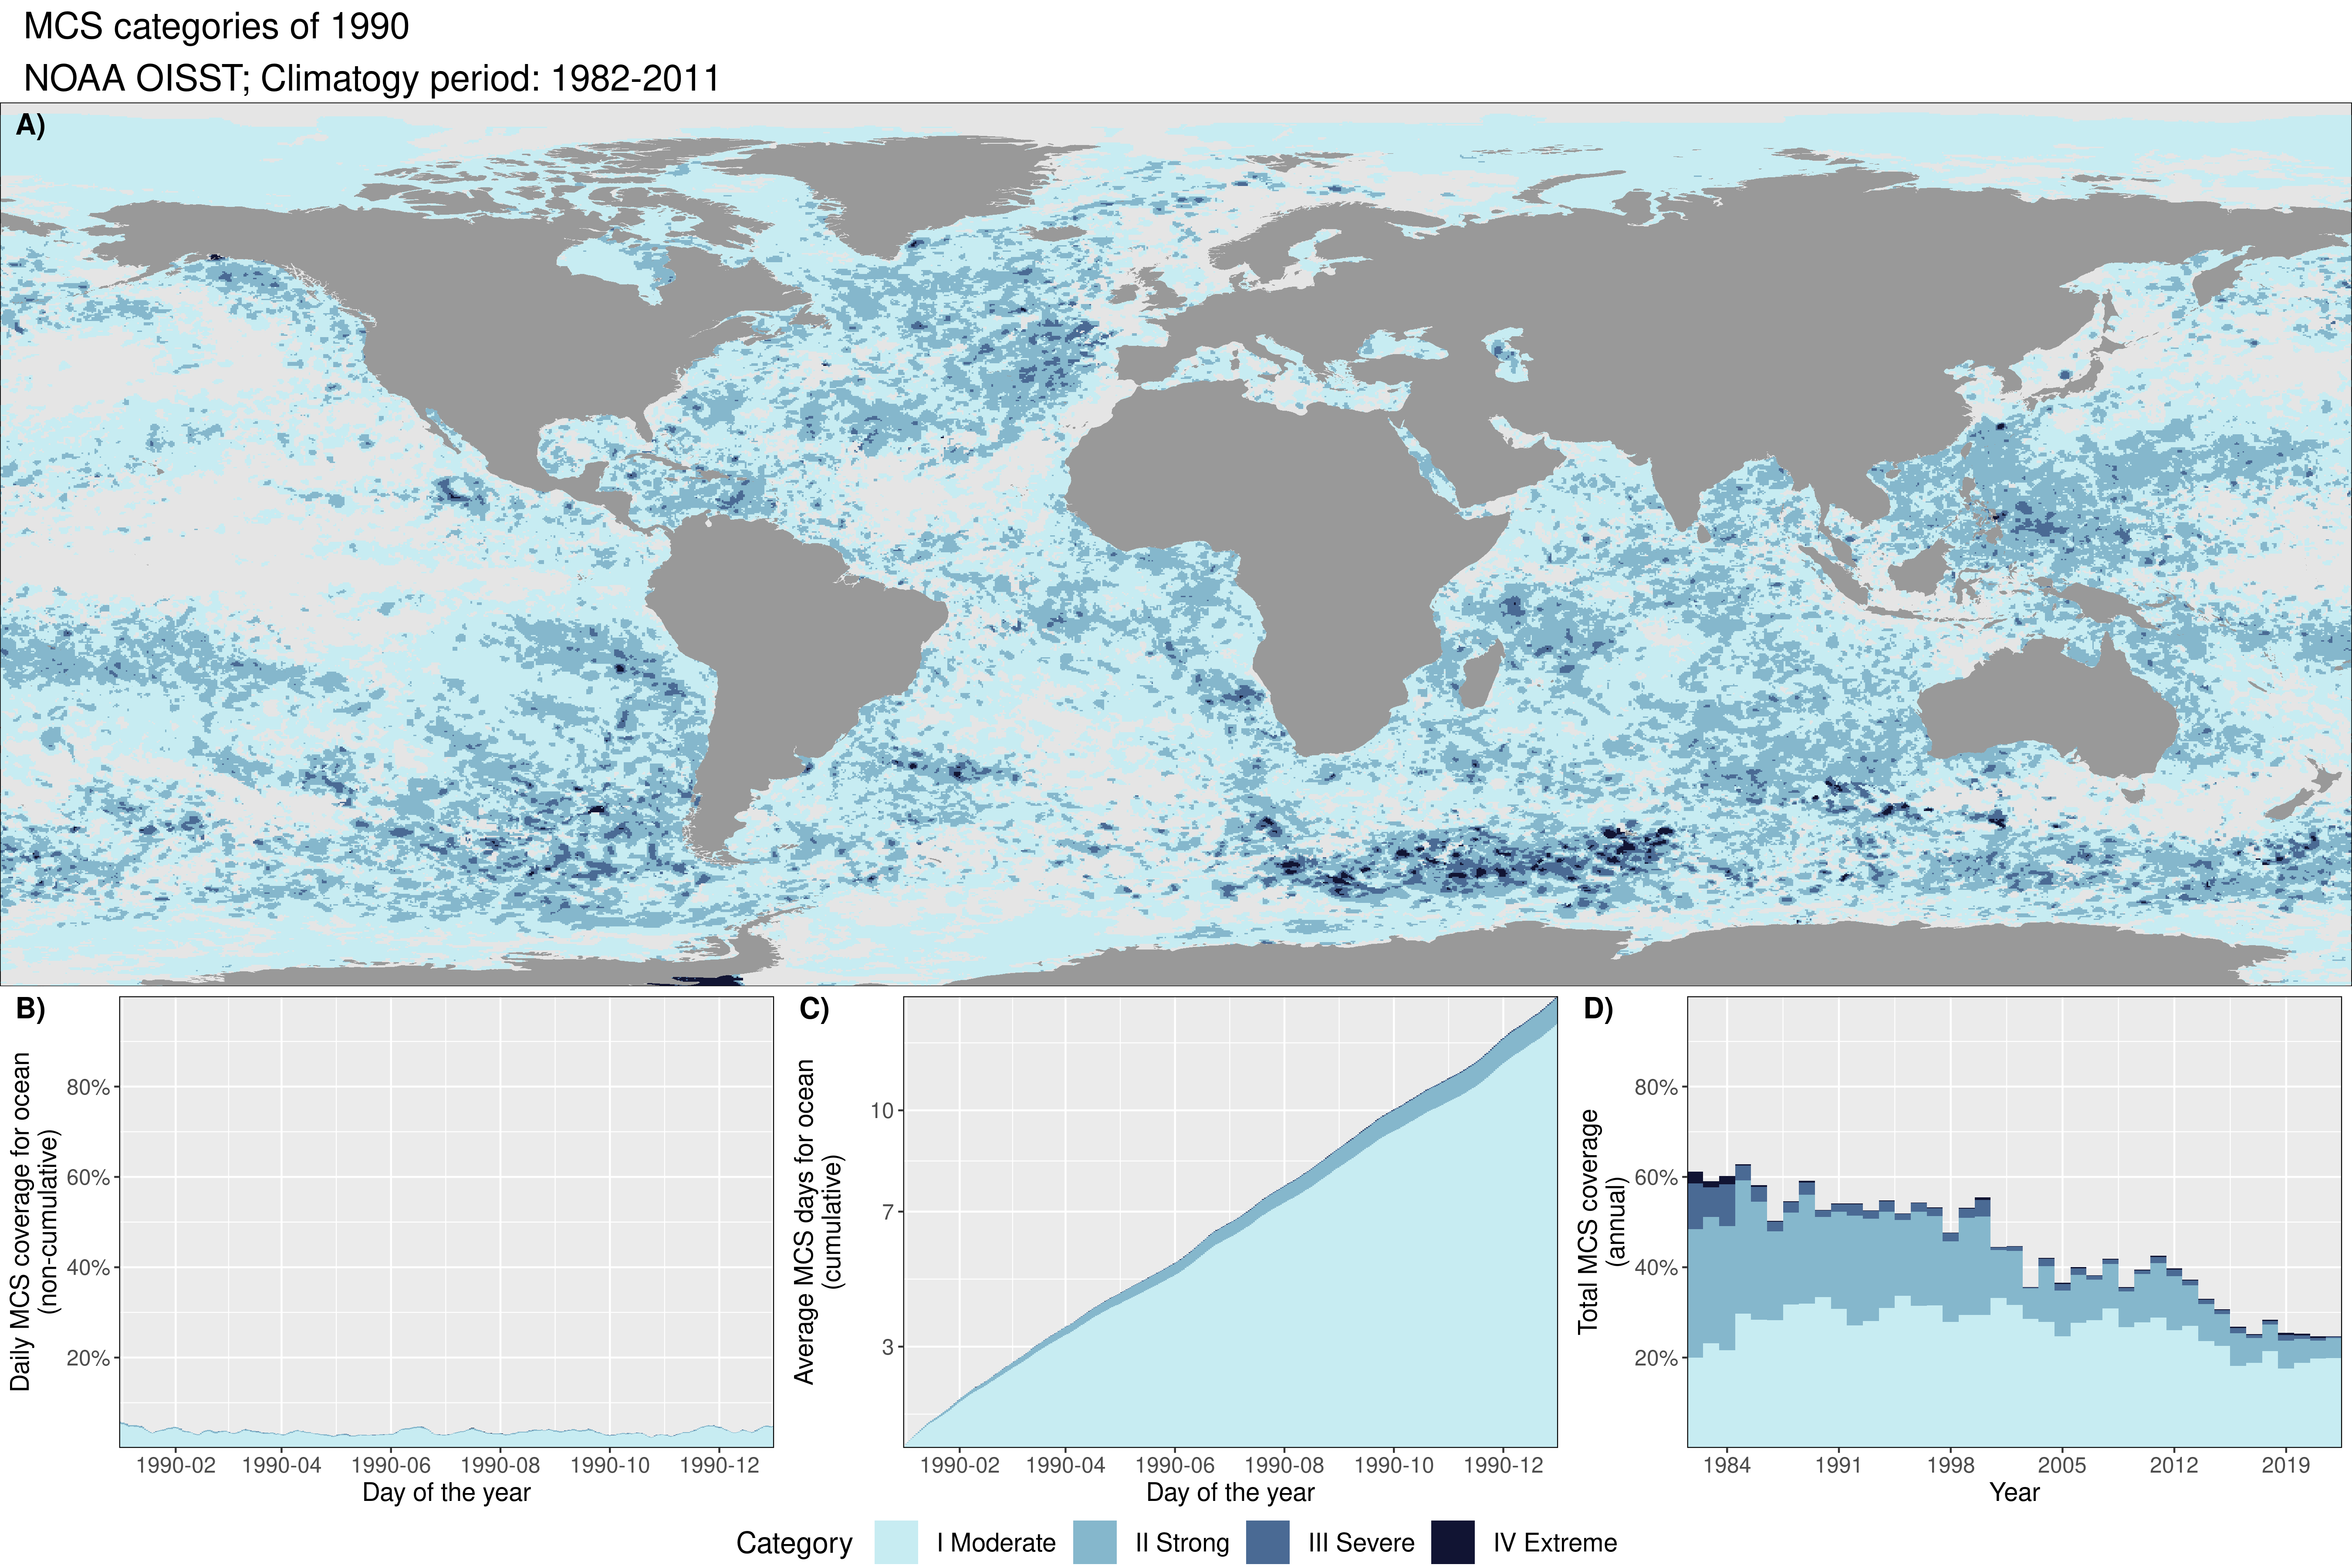 MCS categories of 1990
NOAA OISST; Climatogy period: 1982-2011
A)
B)
Daily MCS coverage for ocean
(non-cumulative)
80%
60%
40%
20%
1990-02 1990-04 1990-06 1990-08 1990-10 1990-12
Day of the year
C)
Average MCS days for ocean
(cumulative)
10
7
3
1990-02 1990-04 1990-06 1990-08 1990-10 1990-12
Day of the year
D)
Total MCS coverage
(annual)
80%
60%
40%
20%
1984 1991 1998 2005 2012 2019
Year
Category I Moderate II Strong III Severe IV Extreme